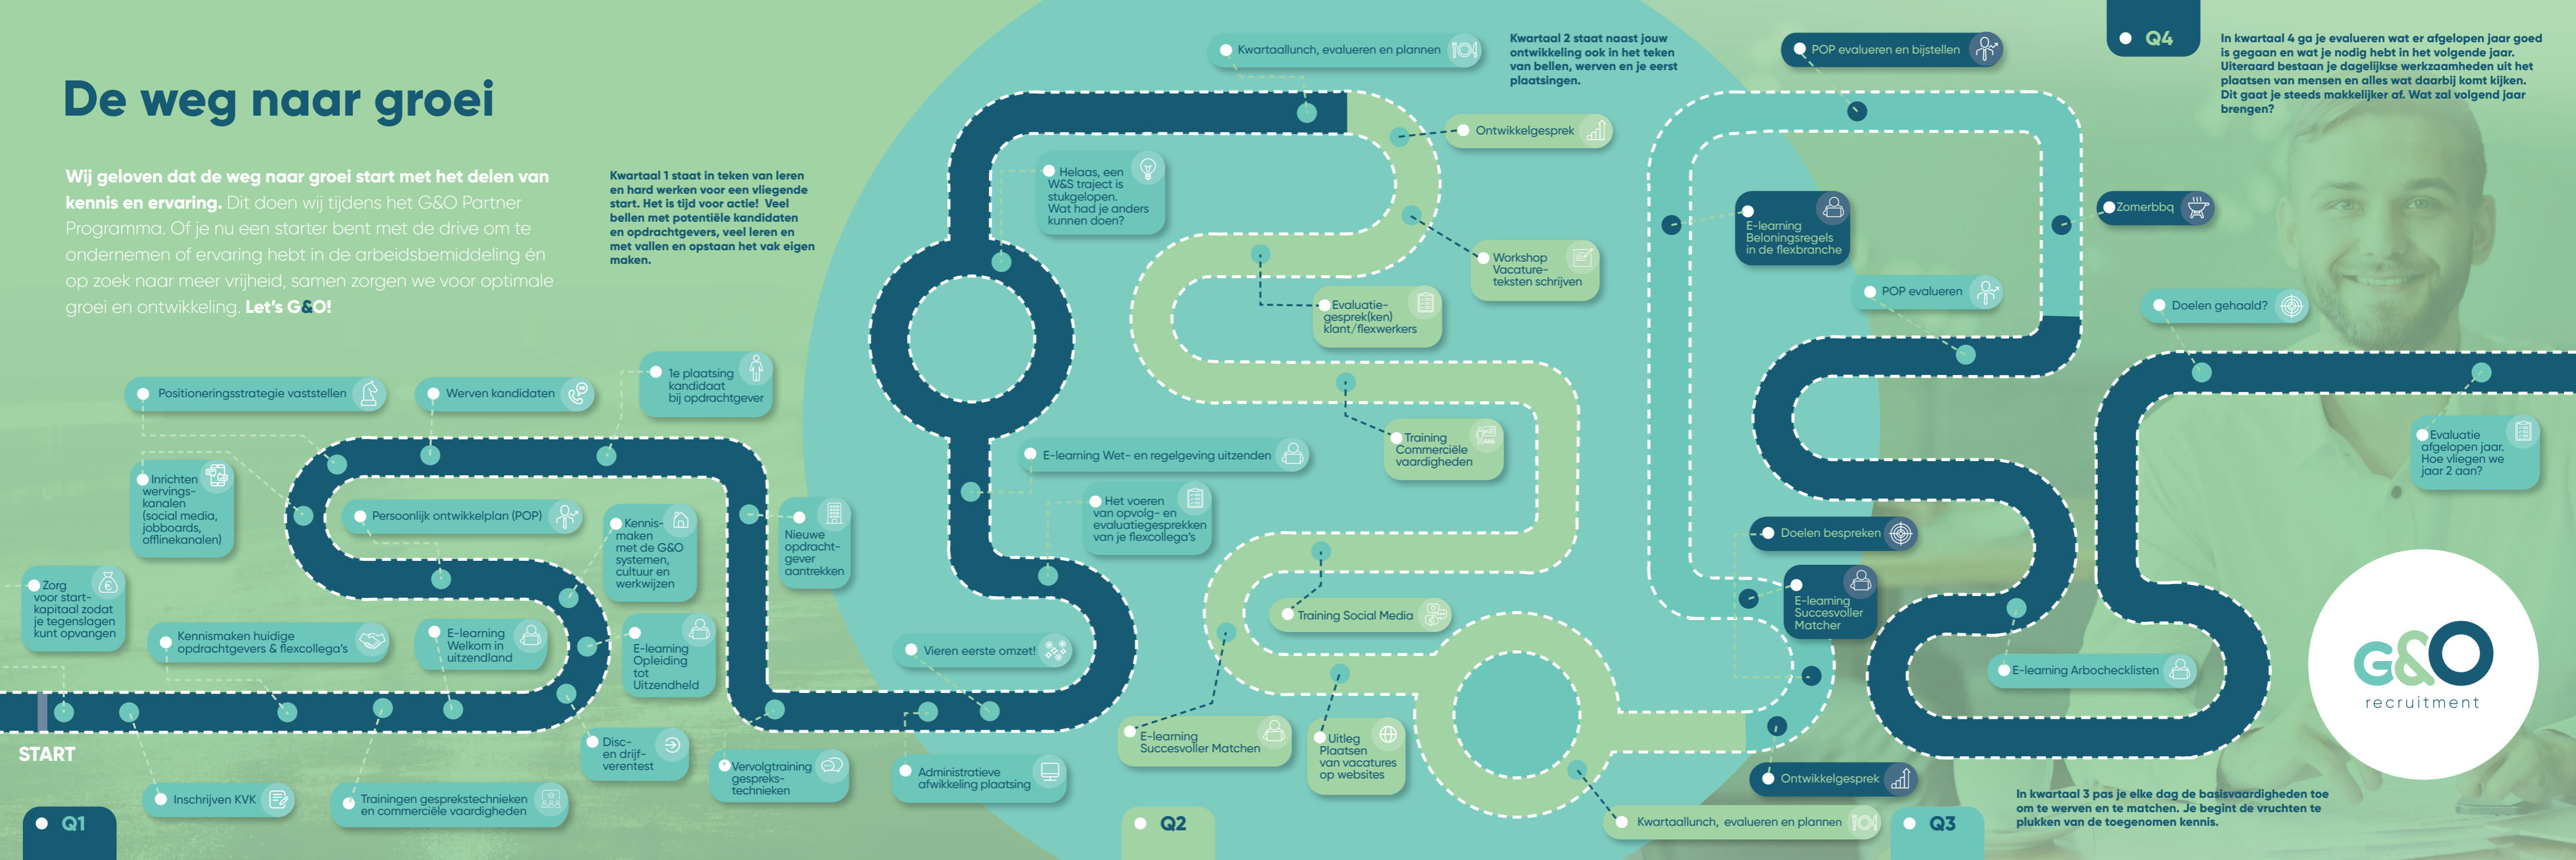 De weg naar groei
Wij geloven dat de weg naar groei start met het delen van
kennis en ervaring. Dit doen wij tijdens het G&O Partner
Programma. Of je nu een starter bent met de drive om te
ondernemen of ervaring hebt in de arbeidsbemiddeling én
op zoek naar meer vrijheid, samen zorgen we voor optimale
groei en ontwikkeling. Let's G&O!
Kwartaal 1 staat in teken van leren
en hard werken voor een vliegende
start. Het is tijd voor actie! Veel
bellen met potentiële kandidaten
en opdrachtgevers, veel leren en
met vallen en opstaan het vak eigen
maken.
START
Q1
Zorg
voor start-
kapitaal zodat
je tegenslagen
kunt opvangen
Inschrijven KVK
Kennismaken huidige
opdrachtgevers & flexcollega's
Trainingen gesprekstechnieken
en commerciële vaardigheden
E-learning
Welkom in
uitzendland
Disc-
en drijf-
verentest
E-learning
Opleiding
tot
Uitzendheld
Kennis-
maken
met de G&O
systemen,
cultuur en
werkwijzen
Persoonlijk ontwikkelplan (POP)
Inrichten
wervings-
kanalen
(social media,
jobboards,
offlinekanalen)
Positioneringsstrategie vaststellen
Werven kandidaten
1e plaatsing
kandidaat
bij opdrachtgever
Nieuwe
opdracht-
gever
aantrekken
Vervolgtraining
gespreks-
technieken
Administratieve
afwikkeling plaatsing
Vieren eerste omzet!
Het voeren
van opvolg- en
evaluatiegesprekken
van je flexcollega's
E-learning Wet- en regelgeving uitzenden
Helaas, een
W&S traject is
stukgelopen.
Wat had je anders
kunnen doen?
Kwartaallunch, evalueren en plannen
Kwartaal 2 staat naast jouw
ontwikkeling ook in het teken
van bellen, werven en je eerst
plaatsingen.
Q2
Ontwikkelgesprek
Workshop
Vacature-
teksten schrijven
Evaluatie-
gesprek(ken)
klant/flexwerkers
Training
Commerciële
vaardigheden
Training Social Media
E-learning
Succesvoller Matchen
Uitleg
Plaatsen
van vacatures
op websites
Kwartaallunch, evalueren en plannen
Q3
In kwartaal 3 pas je elke dag de basisvaardigheden toe
om te werven en te matchen. Je begint de vruchten te
plukken van de toegenomen kennis.
Ontwikkelgesprek
Doelen bespreken
E-learning
Succesvoller
Matcher
E-learning
Beloningsregels
in de flexbranche
POP evalueren en bijstellen
Zomerbbq
Q4
In kwartaal 4 ga je evalueren wat er afgelopen jaar goed
is gegaan en wat je nodig hebt in het volgende jaar.
Uiteraard bestaan je dagelijkse werkzaamheden uit het
plaatsen van mensen en alles wat daarbij komt kijken.
Dit gaat je steeds makkelijker af. Wat zal volgend jaar
brengen?
POP evalueren
E-learning Arbochecklisten
Doelen gehaald?
Evaluatie
afgelopen jaar.
Hoe vliegen we
jaar 2 aan?
G&O
recruitment